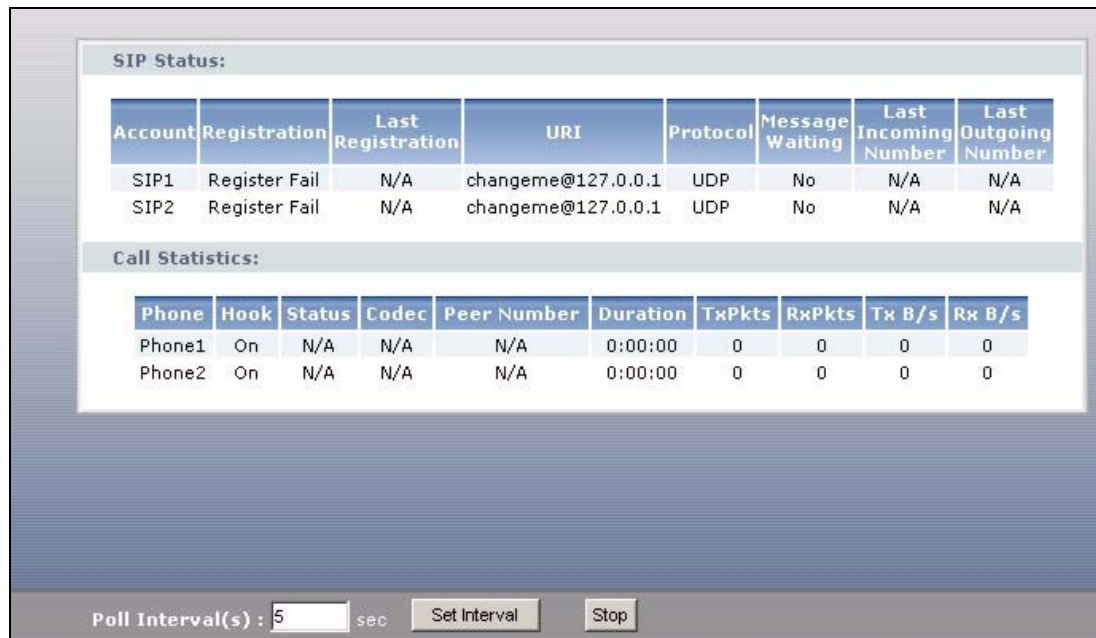 SIP Status:
Account Registration Last Registration URI Protocol Message Waiting Last Incoming Number Last Outgoing Number
SIP1 Register Fail N/A changeme@127.0.0.1 UDP No N/A N/A
SIP2 Register Fail N/A changeme@127.0.0.1 UDP No N/A N/A
Call Statistics:
Phone Hook Status Codec Peer Number Duration TxPkts RxPkts Tx B/s Rx B/s
Phone1 On N/A N/A N/A 0:00:00 0 0 0 0
Phone2 On N/A N/A N/A 0:00:00 0 0 0 0
Poll Interval(s) : 5 sec Set Interval Stop